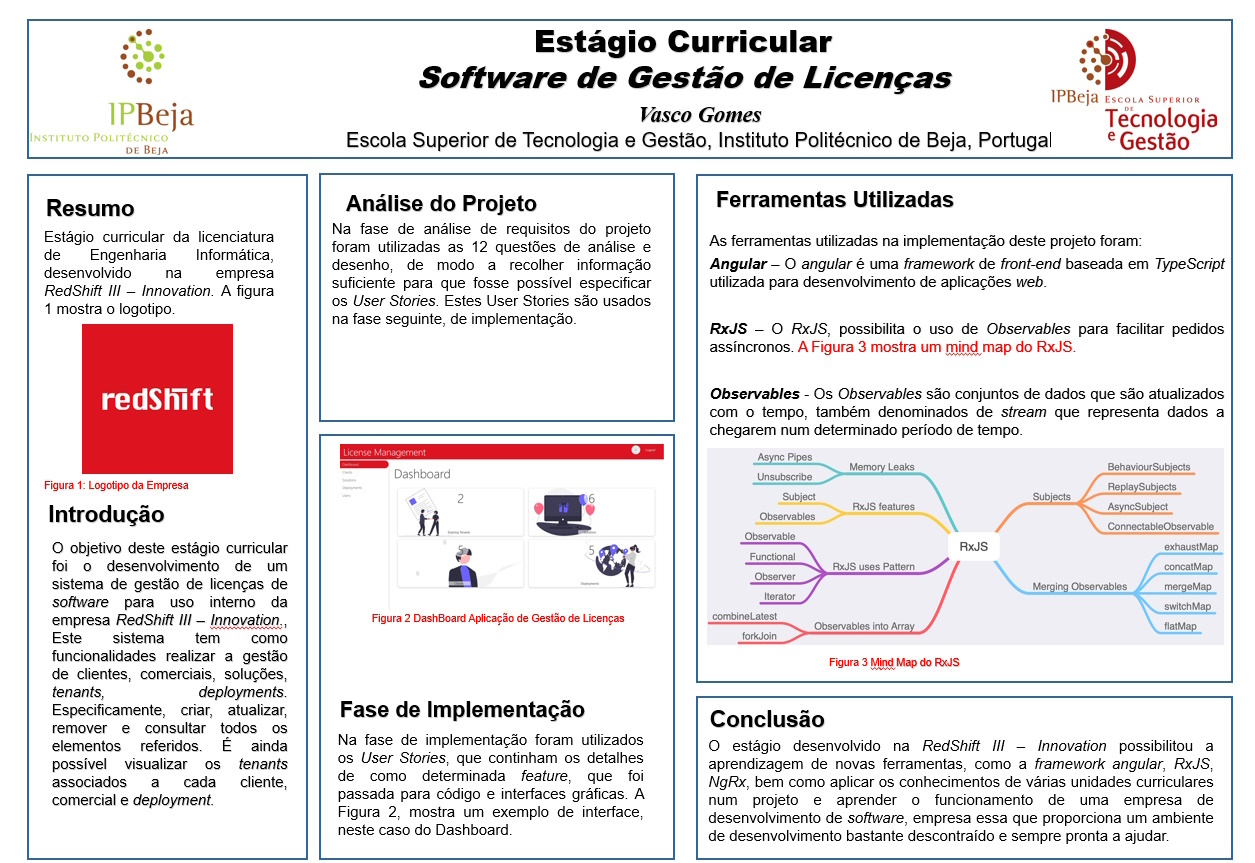 IPBeja
INSTITUTO POLITÉCNICO
DE BEJA
Estágio Curricular
Software de Gestão de Licenças
Vasco Gomes
Escola Superior de Tecnologia e Gestão, Instituto Politécnico de Beja, Portugal
IPBeja ESCOLA SUPERIOR
DE
Tecnologia
e Gestão
Resumo
Estágio curricular da licenciatura
de Engenharia Informática,
desenvolvido na empresa
RedShift III – Innovation. A figura
1 mostra o logotipo.
redShift
Figura 1: Logotipo da Empresa
Introdução
O objetivo deste estágio curricular
foi o desenvolvimento de um
sistema de gestão de licenças de
software para uso interno da
empresa RedShift III – Innovation.,
Este sistema tem como
funcionalidades realizar a gestão
de clientes, comerciais, soluções,
tenants, deployments.
Especificamente, criar, atualizar,
remover e consultar todos os
elementos referidos. É ainda
possível visualizar os tenants
associados a cada cliente,
comercial e deployment.
Análise do Projeto
Na fase de análise de requisitos do projeto
foram utilizadas as 12 questões de análise e
desenho, de modo a recolher informação
suficiente para que fosse possível especificar
os User Stories. Estes User Stories são usados
na fase seguinte, de implementação.
License Management
Dashboard
2
6
5
5
Figura 2 DashBoard Aplicação de Gestão de Licenças
Fase de Implementação
Na fase de implementação foram utilizados
os User Stories, que continham os detalhes
de como determinada feature, que foi
passada para código e interfaces gráficas. A
Figura 2, mostra um exemplo de interface,
neste caso do Dashboard.
Ferramentas Utilizadas
As ferramentas utilizadas na implementação deste projeto foram:
Angular – O angular é uma framework de front-end baseada em TypeScript
utilizada para desenvolvimento de aplicações web.
RxJS – O RxJS, possibilita o uso de Observables para facilitar pedidos
assíncronos. A Figura 3 mostra um mind map do RxJS.
Observables - Os Observables são conjuntos de dados que são atualizados
com o tempo, também denominados de stream que representa dados a
chegarem num determinado período de tempo.
Async Pipes
Unsubscribe
Memory Leaks
Subject
Observables
RxJS features
Observable
Functional
Observer
Iterator
RxJS uses Pattern
combineLatest
forkJoin
Observables into Array
RxJS
Subjects
BehaviourSubjects
ReplaySubjects
AsyncSubject
ConnectableObservable
Merging Observables
exhaustMap
concatMap
mergeMap
switchMap
flatMap
Figura 3 Mind Map do RxJS
Conclusão
O estágio desenvolvido na RedShift III – Innovation possibilitou a
aprendizagem de novas ferramentas, como a framework angular, RxJS,
NgRx, bem como aplicar os conhecimentos de várias unidades curriculares
num projeto e aprender o funcionamento de uma empresa de
desenvolvimento de software, empresa essa que proporciona um ambiente
de desenvolvimento bastante descontraído e sempre pronta a ajudar.